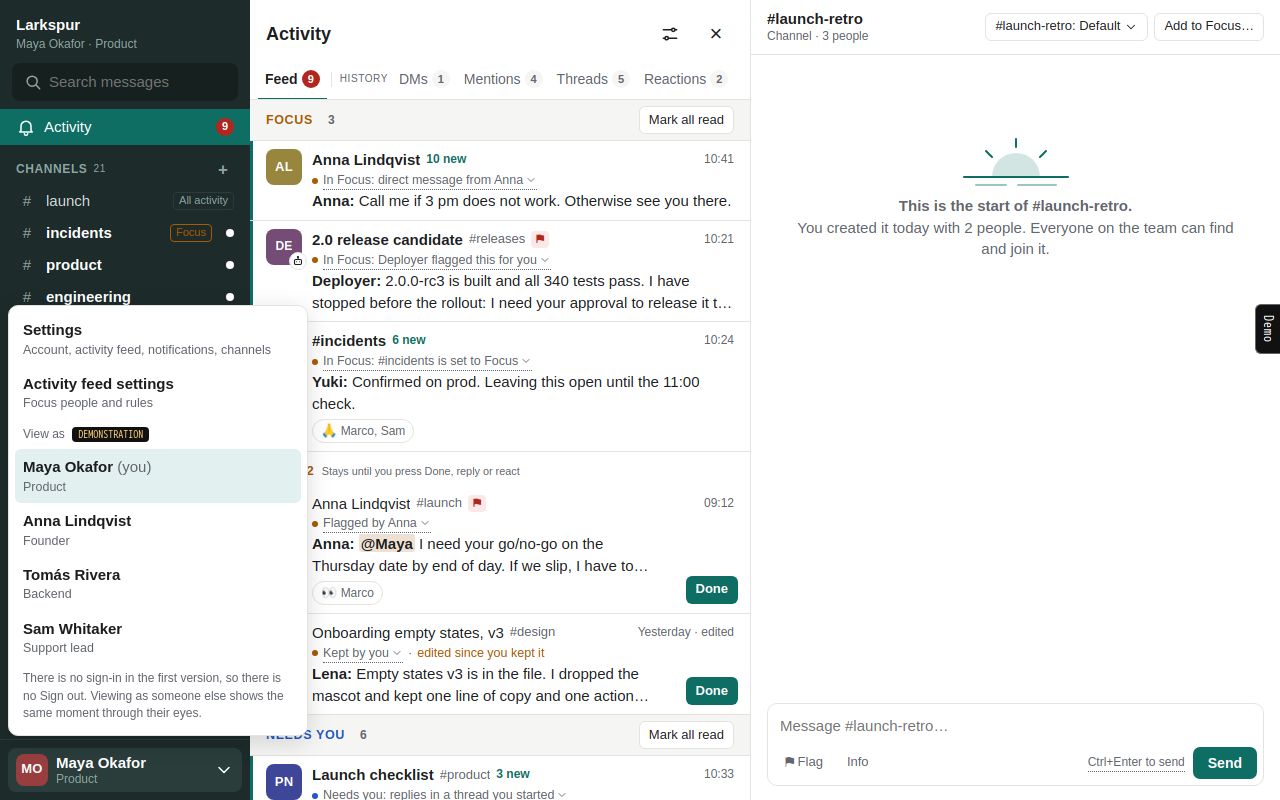 Larkspur
Maya Okafor · Product
Search messages
Activity
9
CHANNELS 21
+
# launch All activity
# incidents Focus
# product
# engineering
Settings
Account, activity feed, notifications, channels
Activity feed settings
Focus people and rules
View as DEMONSTRATION
Maya Okafor (you)
Product
Anna Lindqvist
Founder
Tomás Rivera
Backend
Sam Whitaker
Support lead
There is no sign-in in the first version, so there is
no Sign out. Viewing as someone else shows the
same moment through their eyes.
MO
Maya Okafor
Product
Activity
Feed 9 HISTORY DMs 1 Mentions 4 Threads 5 Reactions 2
FOCUS 3 Mark all read
AL
Anna Lindqvist 10 new 10:41
In Focus: direct message from Anna
Anna: Call me if 3 pm does not work. Otherwise see you there.
DE
2.0 release candidate #releases 10:21
In Focus: Deployer flagged this for you
Deployer: 2.0.0-rc3 is built and all 340 tests pass. I have
stopped before the rollout: I need your approval to release it t…
#incidents 6 new 10:24
In Focus: #incidents is set to Focus
Yuki: Confirmed on prod. Leaving this open until the 11:00
check.
🙏 Marco, Sam
2 Stays until you press Done, reply or react
Anna Lindqvist #launch 09:12
Flagged by Anna
Anna: @Maya I need your go/no-go on the
Thursday date by end of day. If we slip, I have to…
👀 Marco
Done
Onboarding empty states, v3 #design Yesterday · edited
Kept by you · edited since you kept it
Lena: Empty states v3 is in the file. I dropped the
mascot and kept one line of copy and one action…
Done
NEEDS YOU 6 Mark all read
PN
Launch checklist #product 3 new 10:33
Needs you: replies in a thread you started
#launch-retro
Channel · 3 people
#launch-retro: Default
Add to Focus…
This is the start of #launch-retro.
You created it today with 2 people. Everyone on the team can find
and join it.
Demo
Message #launch-retro…
Flag
Info
Ctrl+Enter to send
Send